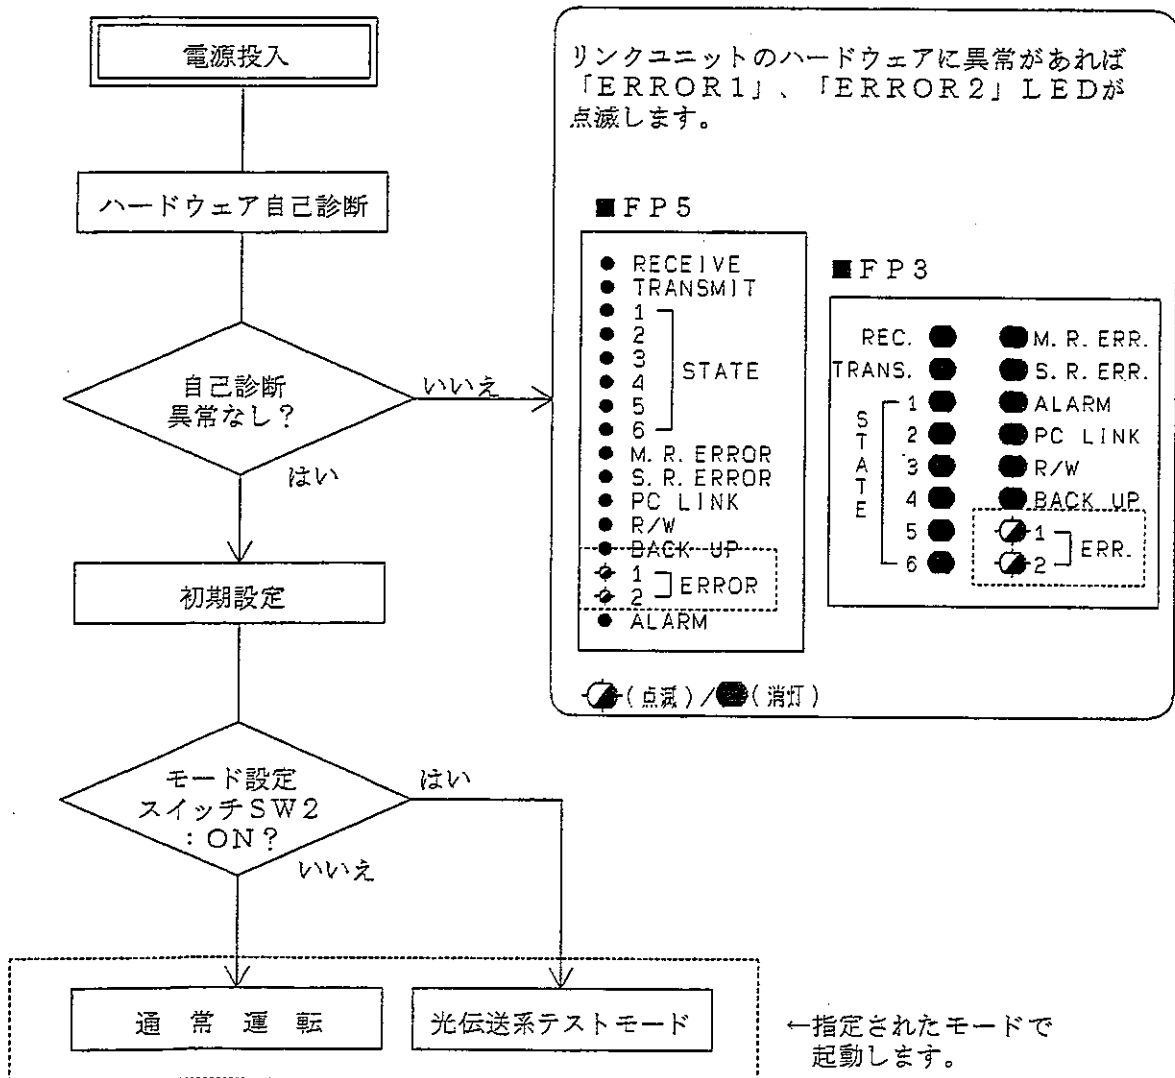 電源投入
ハードウェア自己診断
自己診断
異常なし?
いいえ
はい
初期設定
モード設定
スイッチSW2
:ON?
はい
いいえ
通 常 運 転
光伝送系テストモード
←指定されたモードで
起動します。
リンクユニットのハードウェアに異常があれば
「ERROR1」、「ERROR2」LEDが
点滅します。
■FP5
RECEIVE
TRANSMIT
1
2
3
4
5
6
STATE
M.R.ERROR
S.R.ERROR
PC LINK
R/W
BACK UP
1
2
ERROR
ALARM
■FP3
REC.
TRANS.
STATE
1
2
3
4
5
6
M.R.ERR.
S.R.ERR.
ALARM
PC LINK
R/W
BACK UP
1
2
ERR.
(点滅)/(消灯)